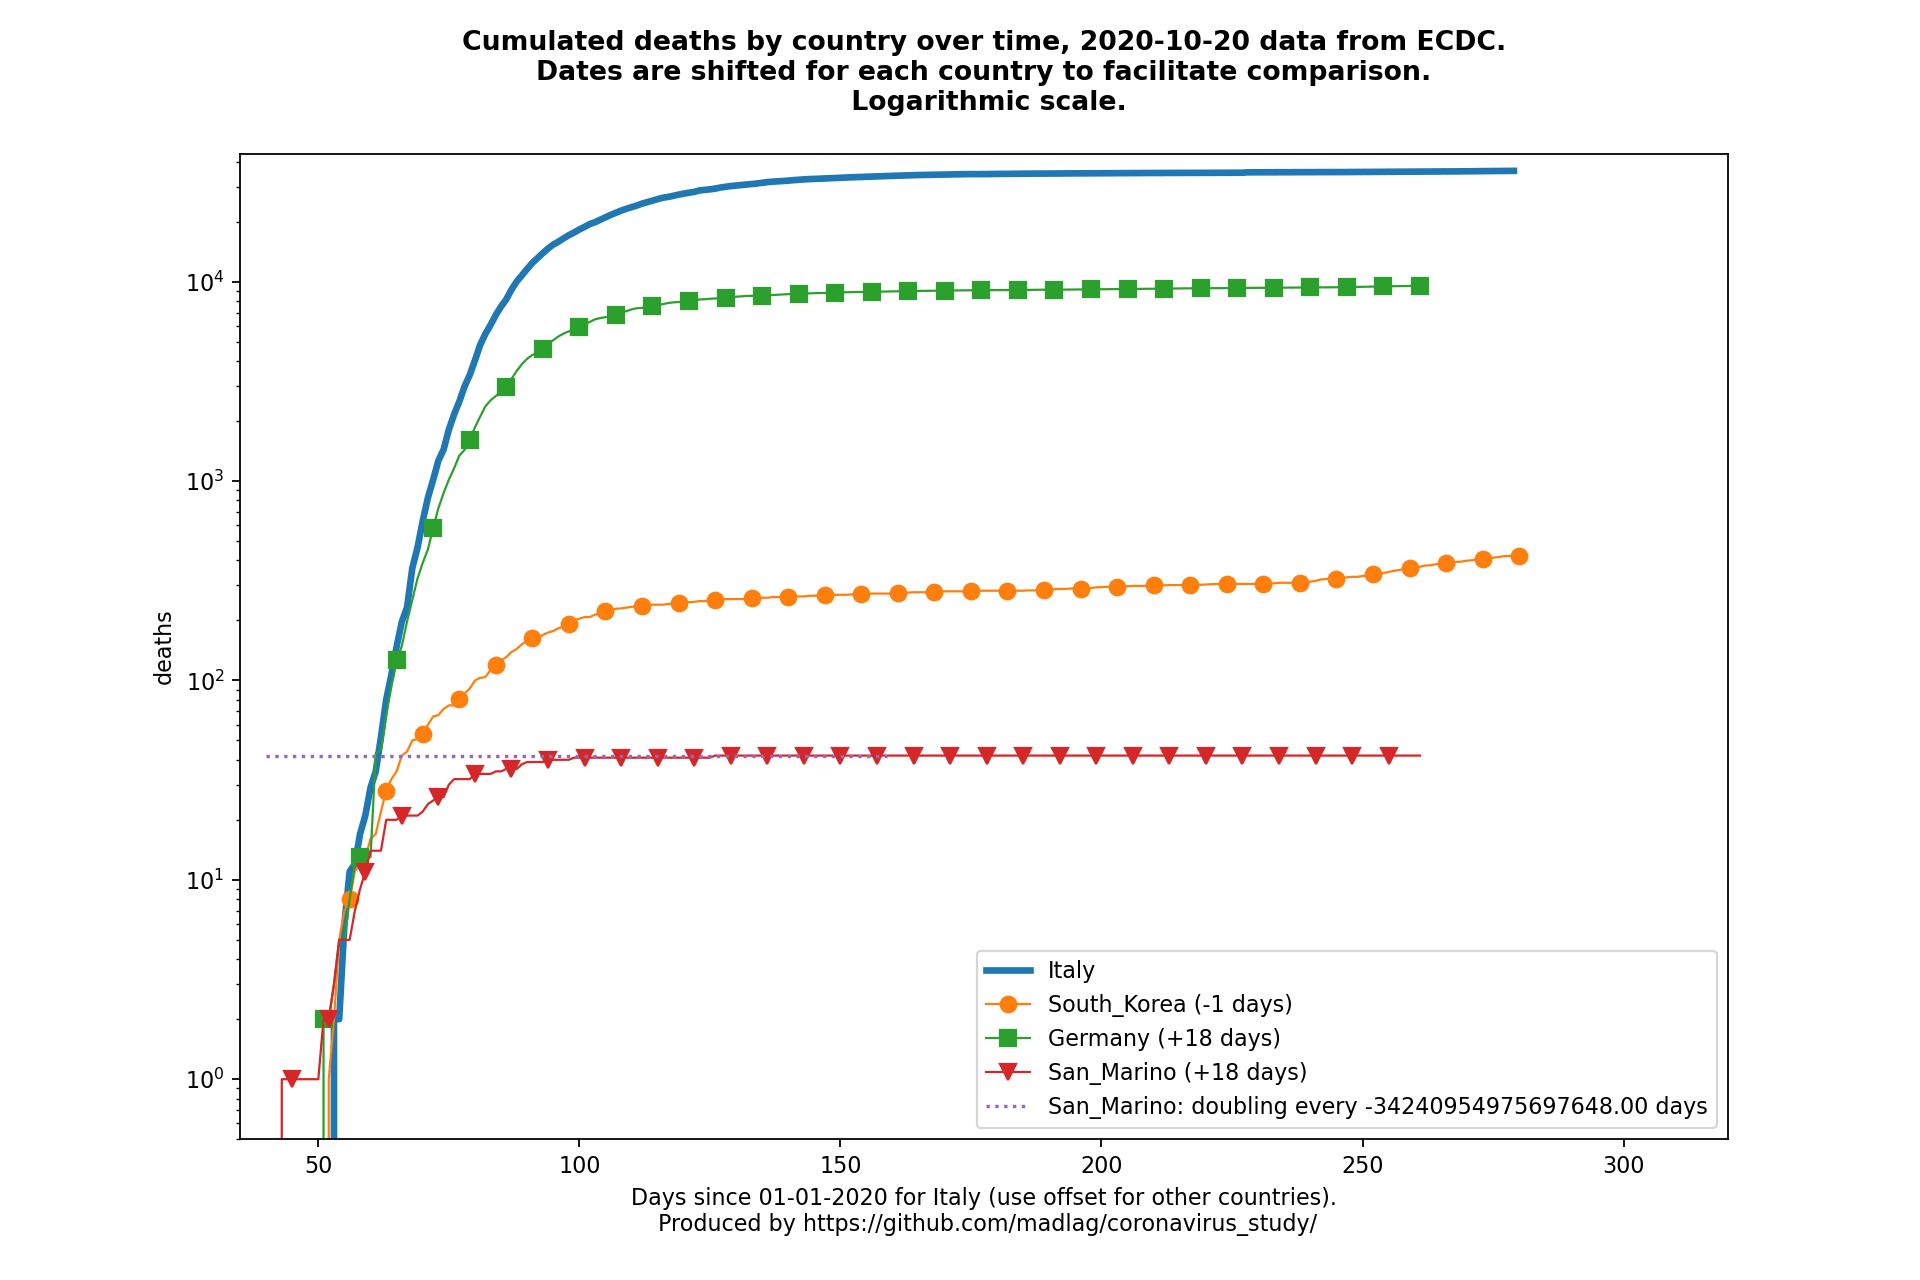 Cumulated deaths by country over time, 2020-10-20 data from ECDC.
Dates are shifted for each country to facilitate comparison.
Logarithmic scale.
deaths
10⁴
10³
10²
10¹
10⁰
50 100 150 200 250 300
Italy
South_Korea (-1 days)
Germany (+18 days)
San_Marino (+18 days)
San_Marino: doubling every -34240954975697648.00 days
Days since 01-01-2020 for Italy (use offset for other countries).
Produced by https://github.com/madlag/coronavirus_study/